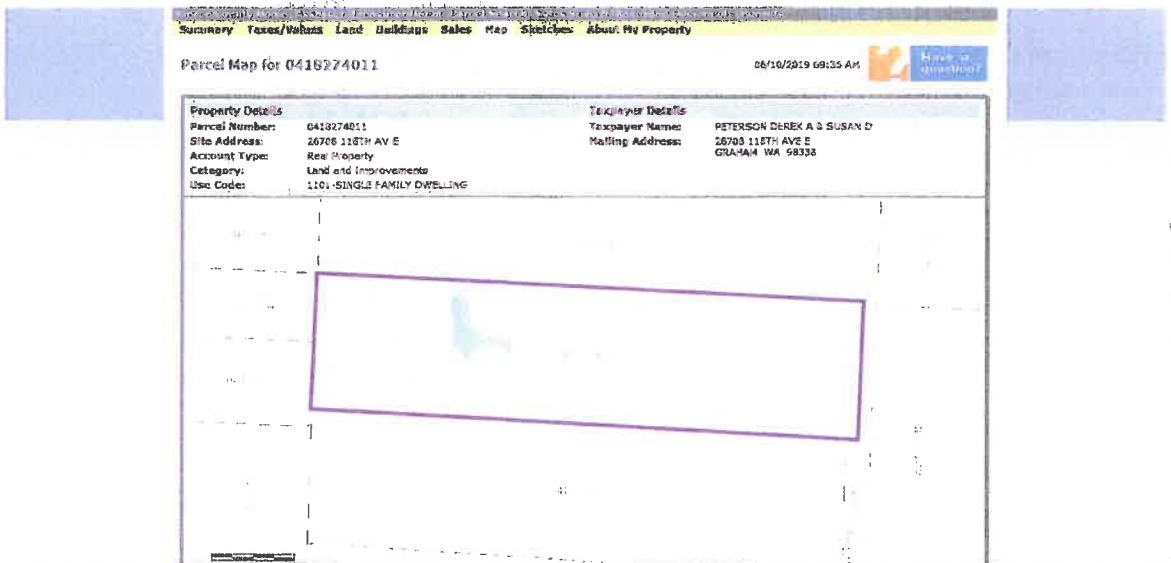 Summary Taxes/Values Land Buildings Sales Map Sketches About My Property
Parcel Map for 0418274011
06/10/2019 09:35 AM
Have a question?
Property Details
Taxpayer Details
Parcel Number: 0418274011
Taxpayer Name: PETERSON DEREK A & SUSAN D
Site Address: 26708 118TH AV E
Mailing Address: 26708 118TH AVE E
GRAHAM WA 98338
Account Type: Real Property
Category: Land and Improvements
Use Code: 1101-SINGLE FAMILY DWELLING